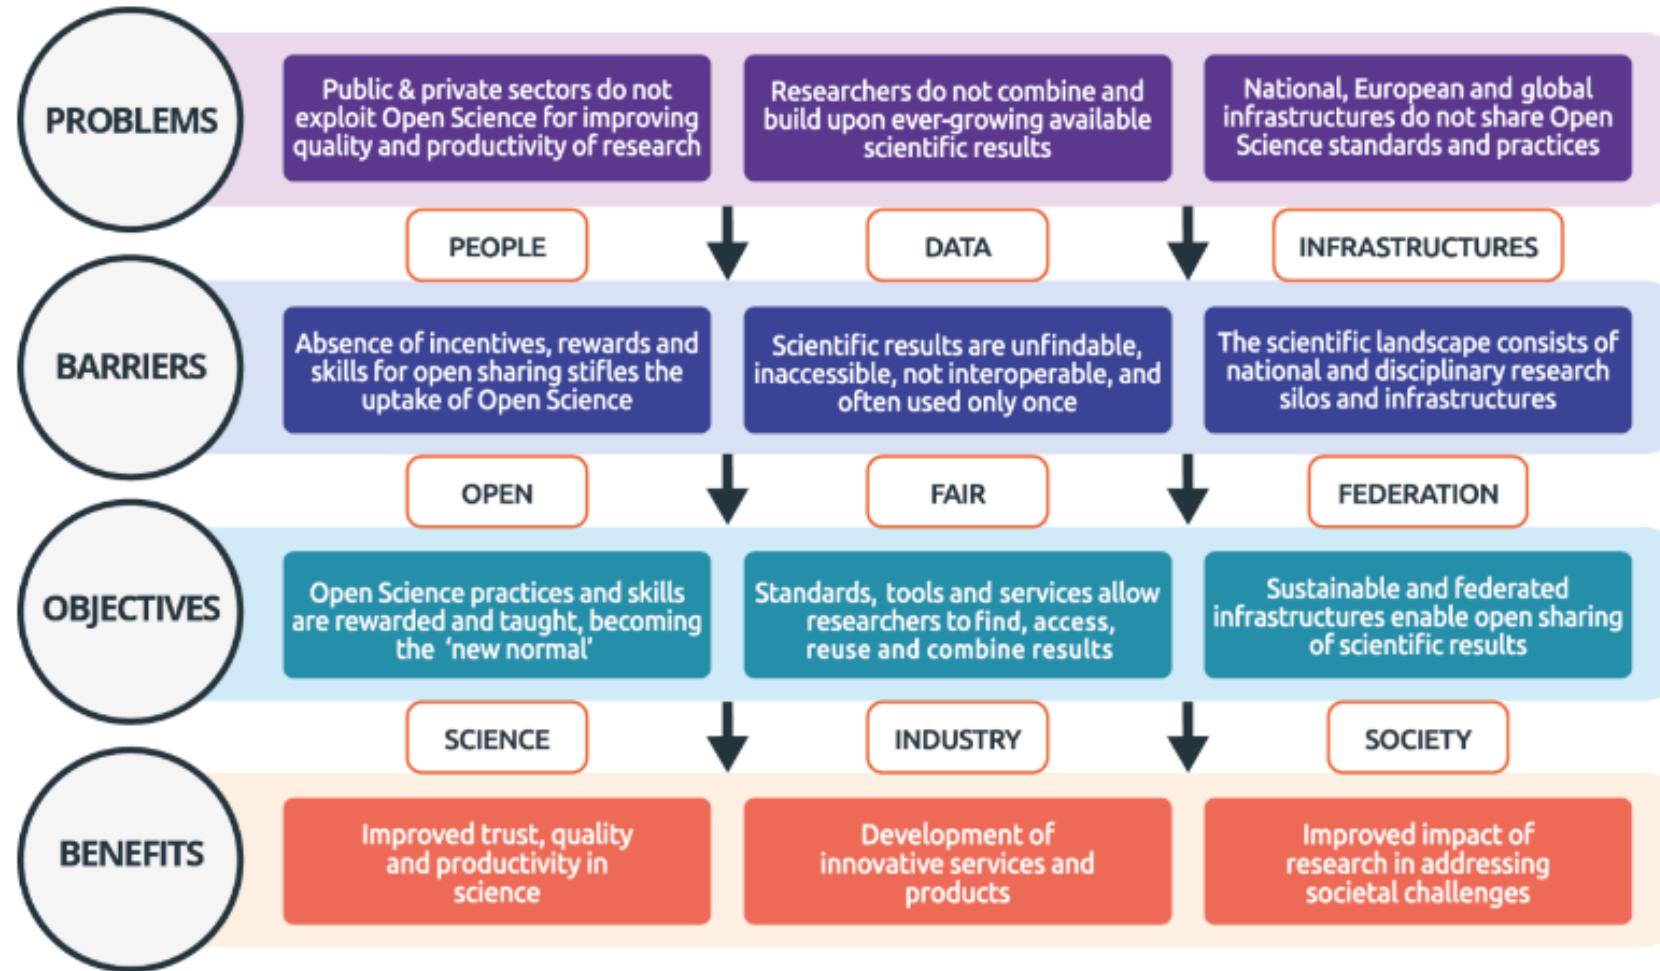 PROBLEMS
Public & private sectors do not
exploit Open Science for improving
quality and productivity of research
Researchers do not combine and
build upon ever-growing available
scientific results
National, European and global
infrastructures do not share Open
Science standards and practices
PEOPLE
DATA
INFRASTRUCTURES
BARRIERS
Absence of incentives, rewards and
skills for open sharing stifles the
uptake of Open Science
Scientific results are unfindable,
inaccessible, not interoperable, and
often used only once
The scientific landscape consists of
national and disciplinary research
silos and infrastructures
OPEN
FAIR
FEDERATION
OBJECTIVES
Open Science practices and skills
are rewarded and taught, becoming
the ‘new normal’
Standards, tools and services allow
researchers to find, access,
reuse and combine results
Sustainable and federated
infrastructures enable open sharing
of scientific results
SCIENCE
INDUSTRY
SOCIETY
BENEFITS
Improved trust, quality
and productivity in
science
Development of
innovative services and
products
Improved impact of
research in addressing
societal challenges